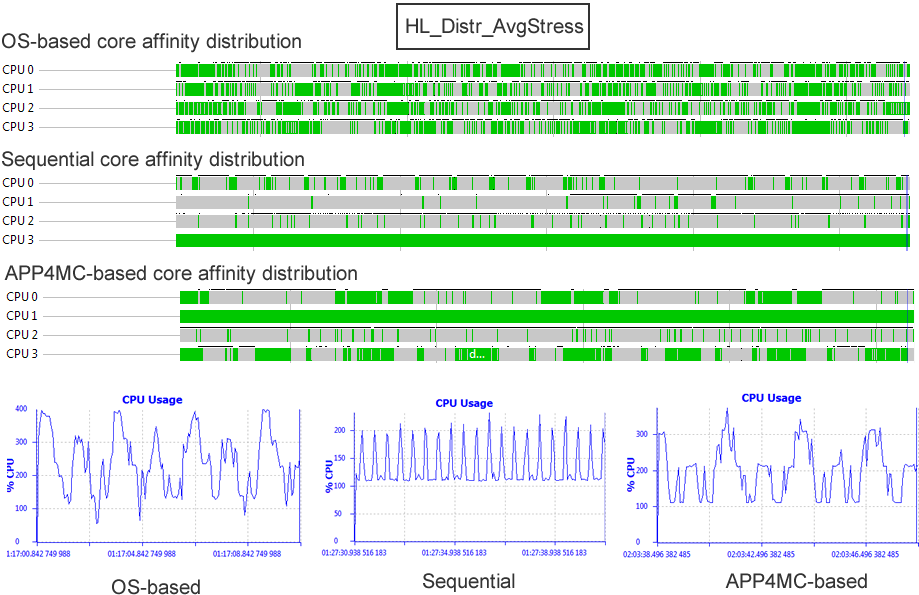 HL_Distr_AvgStress
OS-based core affinity distribution
CPU 0
CPU 1
CPU 2
CPU 3
Sequential core affinity distribution
CPU 0
CPU 1
CPU 2
CPU 3
APP4MC-based core affinity distribution
CPU 0
CPU 1
CPU 2
CPU 3
d...
CPU Usage
400
300
200
100
0
% CPU
1:17:00.842 749 988
01:17:04.842 749 988
01:17:08.842 749 988
OS-based
CPU Usage
200
150
100
50
0
% CPU
01:27:30.938 516 183
01:27:34.938 516 183
01:27:38.938 516 183
Sequential
CPU Usage
300
200
100
0
% CPU
02:03:38.496 382 485
02:03:42.496 382 485
02:03:46.496 382 485
APP4MC-based